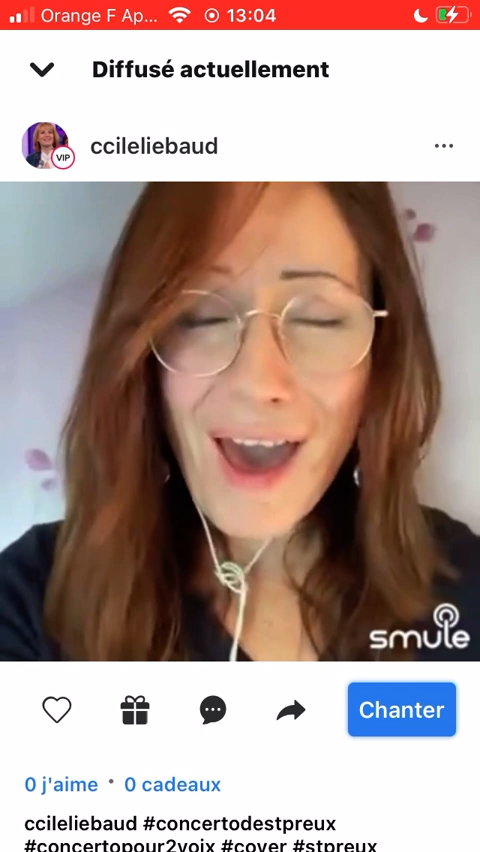 Orange F Ap... 13:04
Diffusé actuellement
VIP
ccileliebaud
smule
Chanter
0 j'aime • 0 cadeaux
ccileliebaud #concertodestpreux
#concertopour2voix #cover #stpreux